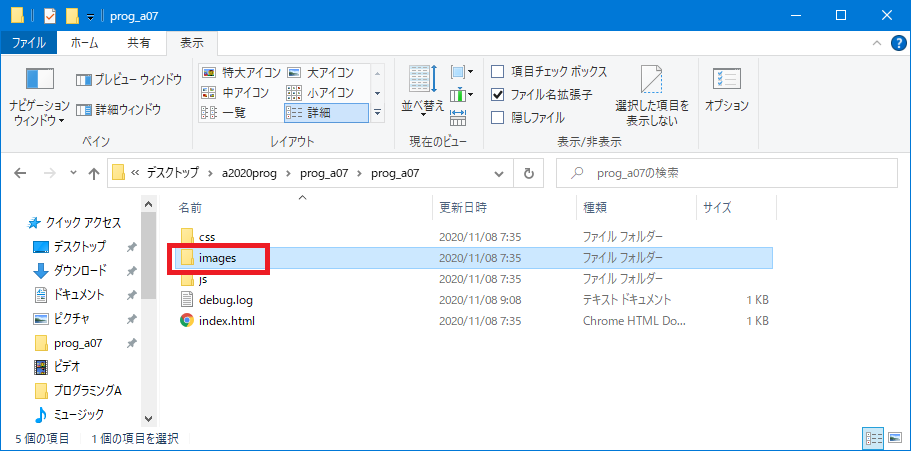 prog_a07
ファイル ホーム 共有 表示
ナビゲーション ウィンドウ
プレビュー ウィンドウ
詳細ウィンドウ
ペイン
特大アイコン 大アイコン
中アイコン 小アイコン
一覧 詳細
レイアウト
並べ替え
現在のビュー
項目チェック ボックス
ファイル名拡張子
隠しファイル
選択した項目を
表示しない
表示/非表示
オプション
« デスクトップ › a2020prog › prog_a07 › prog_a07
prog_a07の検索
名前 更新日時 種類 サイズ
css 2020/11/08 7:35 ファイル フォルダー
images 2020/11/08 7:35 ファイル フォルダー
js 2020/11/08 7:35 ファイル フォルダー
debug.log 2020/11/08 9:08 テキスト ドキュメント 1 KB
index.html 2020/11/08 7:35 Chrome HTML Do... 1 KB
クイック アクセス
デスクトップ
ダウンロード
ドキュメント
ピクチャ
prog_a07
ビデオ
プログラミングA
ミュージック
5 個の項目 1 個の項目を選択